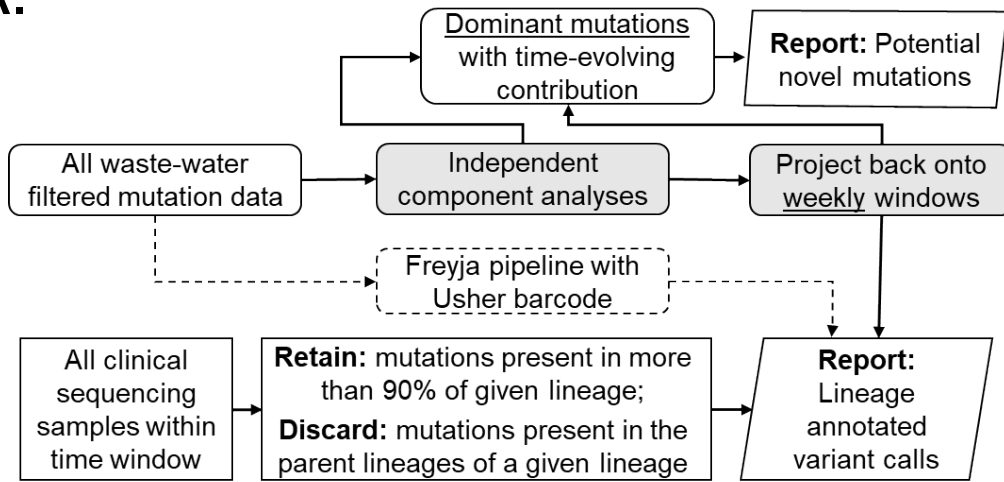 A.
Dominant mutations
with time-evolving
contribution
Report: Potential
novel mutations
All waste-water
filtered mutation data
Independent
component analyses
Project back onto
weekly windows
Freyja pipeline with
Usher barcode
All clinical
sequencing
samples within
time window
Retain: mutations present in more
than 90% of given lineage;
Discard: mutations present in the
parent lineages of a given lineage
Report:
Lineage
annotated
variant calls